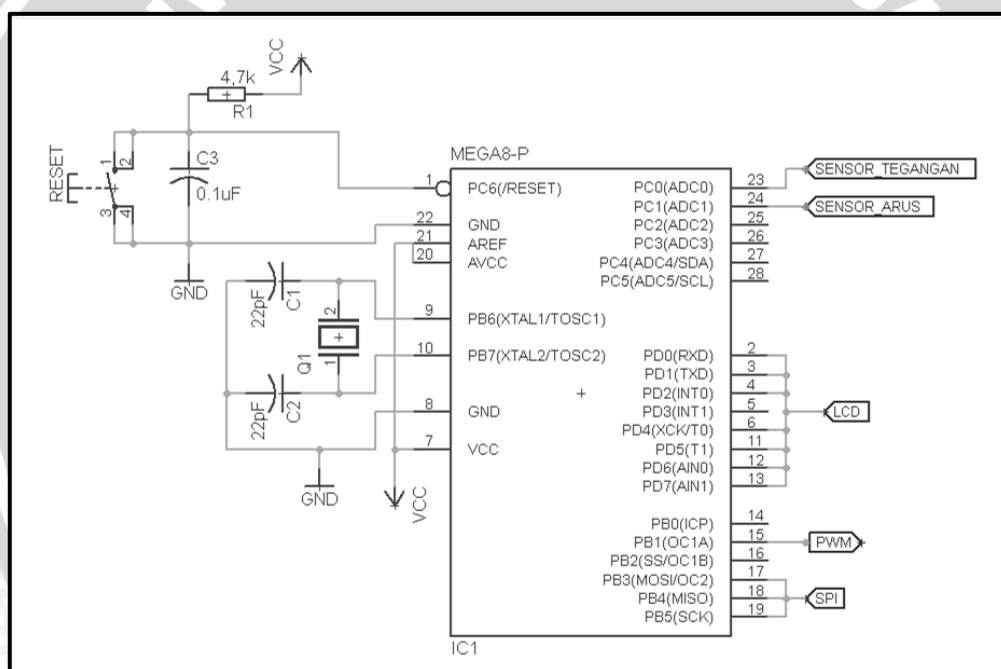 VCC
4,7k
R1
RESET
1
2
3
4
C3
0.1uF
GND
22pF
C1
2
Q1
1
22pF
C2
GND
VCC
MEGA8-P
1 PC6(/RESET)
22 GND
21 AREF
20 AVCC
9 PB6(XTAL1/TOSC1)
10 PB7(XTAL2/TOSC2)
8 GND
7 VCC
PC0(ADC0) 23 SENSOR_TEGANGAN
PC1(ADC1) 24 SENSOR_ARUS
PC2(ADC2) 25
PC3(ADC3) 26
PC4(ADC4/SDA) 27
PC5(ADC5/SCL) 28
PD0(RXD) 2
PD1(TXD) 3
PD2(INT0) 4
PD3(INT1) 5 LCD
PD4(XCK/T0) 6
PD5(T1) 11
PD6(AIN0) 12
PD7(AIN1) 13
PB0(ICP) 14
PB1(OC1A) 15 PWM
PB2(SS/OC1B) 16
PB3(MOSI/OC2) 17
PB4(MISO) 18 SPI
PB5(SCK) 19
IC1